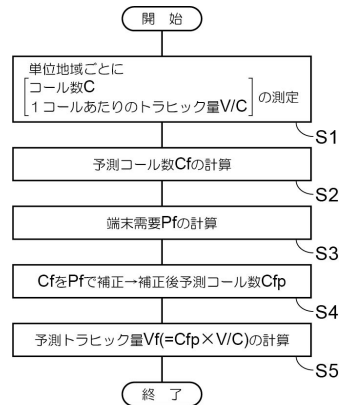 開 始
単位地域ごとに
コール数C
1コールあたりのトラヒック量V/C
の測定
S1
予測コール数Cfの計算
S2
端末需要Pfの計算
S3
CfをPfで補正→補正後予測コール数Cfp
S4
予測トラヒック量Vf(=Cfp×V/C)の計算
S5
終 了